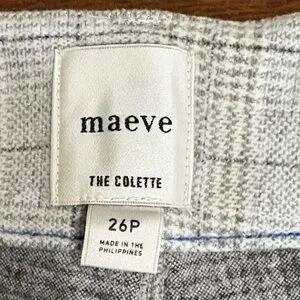 maeve
THE COLETTE
26P
MADE IN THE
PHILIPPINES